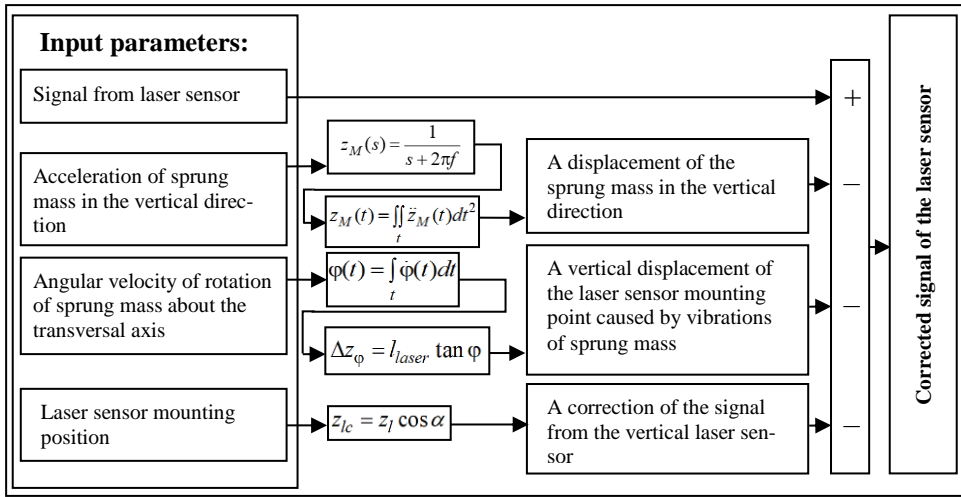 Input parameters:
Signal from laser sensor
+
z_M(s) = 1 / (s + 2πf)
Acceleration of sprung
mass in the vertical direc-
tion
z_M(t) = ∬_t z̈_M(t)dt²
A displacement of the
sprung mass in the vertical
direction
−
Angular velocity of rotation
of sprung mass about the
transversal axis
φ(t) = ∫_t φ̇(t)dt
Δz_φ = l_laser tan φ
A vertical displacement of
the laser sensor mounting
point caused by vibrations
of sprung mass
−
Laser sensor mounting
position
z_lc = z_l cos α
A correction of the signal
from the vertical laser sen-
sor
−
Corrected signal of the laser sensor